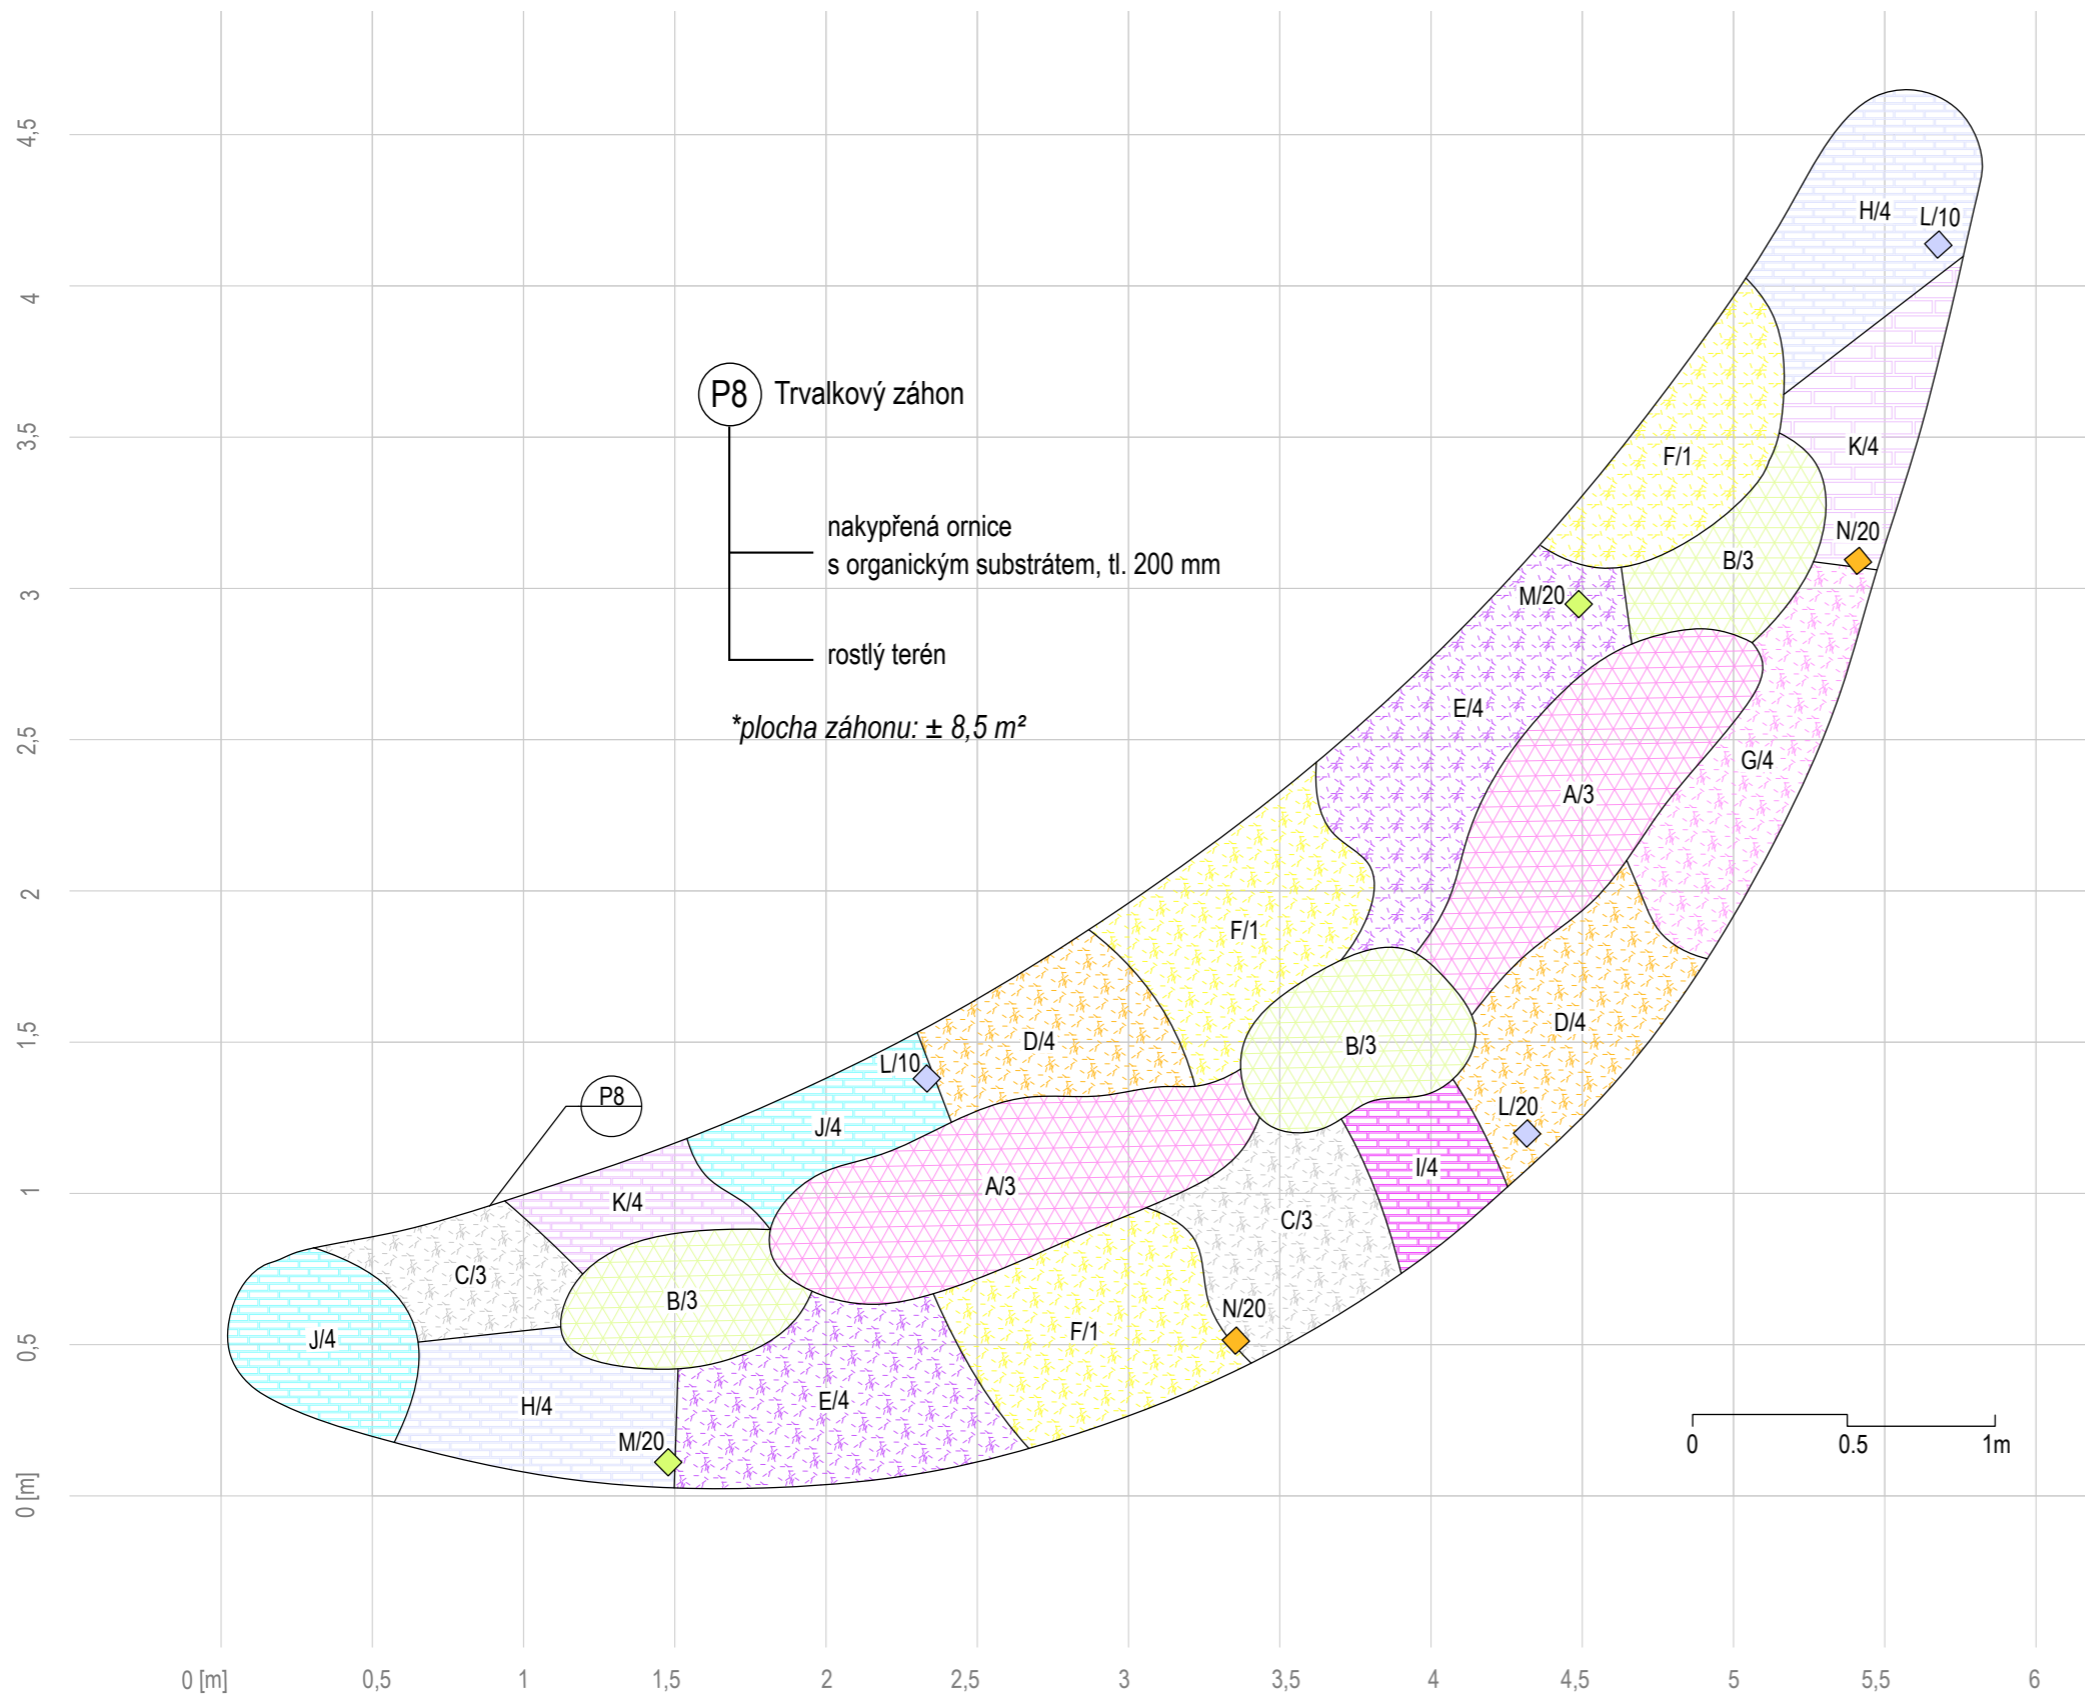 4,5
4
3,5
3
2,5
2
1,5
1
0,5
0 [m]
P8 Trvalkový záhon
nakypřená ornice
s organickým substrátem, tl. 200 mm
rostlý terén
*plocha záhonu: ± 8,5 m²
H/4
L/10
K/4
F/1
N/20
B/3
M/20
E/4
G/4
A/3
F/1
D/4
D/4
B/3
L/10
P8
J/4
L/20
I/4
A/3
K/4
C/3
C/3
B/3
N/20
F/1
J/4
E/4
H/4
M/20
0 0.5 1m
0 [m] 0,5 1 1,5 2 2,5 3 3,5 4 4,5 5 5,5 6